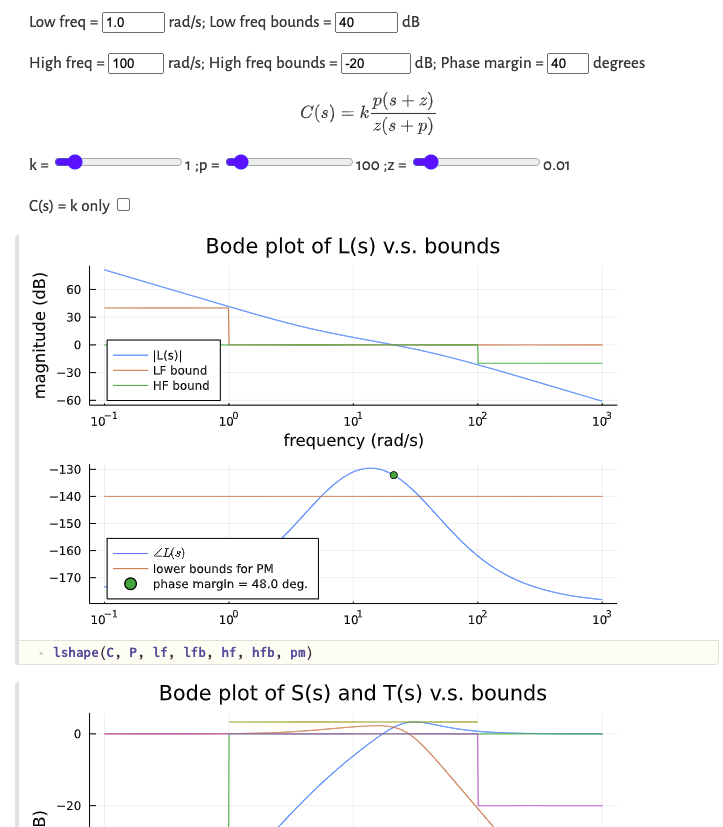 Low freq = 1.0 rad/s; Low freq bounds = 40 dB
High freq = 100 rad/s; High freq bounds = -20 dB; Phase margin = 40 degrees
C(s) = k p(s + z) / z(s + p)
k = 1 ;p = 100 ;z = 0.01
C(s) = k only
Bode plot of L(s) v.s. bounds
magnitude (dB)
60
30
0
−30
−60
|L(s)|
LF bound
HF bound
10⁻¹ 10⁰ 10¹ 10² 10³
frequency (rad/s)
−130
−140
−150
−160
−170
∠L(s)
lower bounds for PM
phase margin = 48.0 deg.
10⁻¹ 10⁰ 10¹ 10² 10³
lshape(C, P, lf, lfb, hf, hfb, pm)
Bode plot of S(s) and T(s) v.s. bounds
0
−20
B)